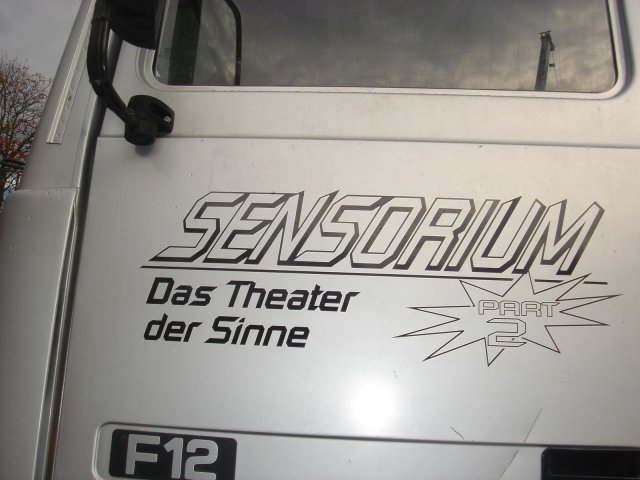 SENSORIUM
Das Theater
der Sinne
PART
2
F12